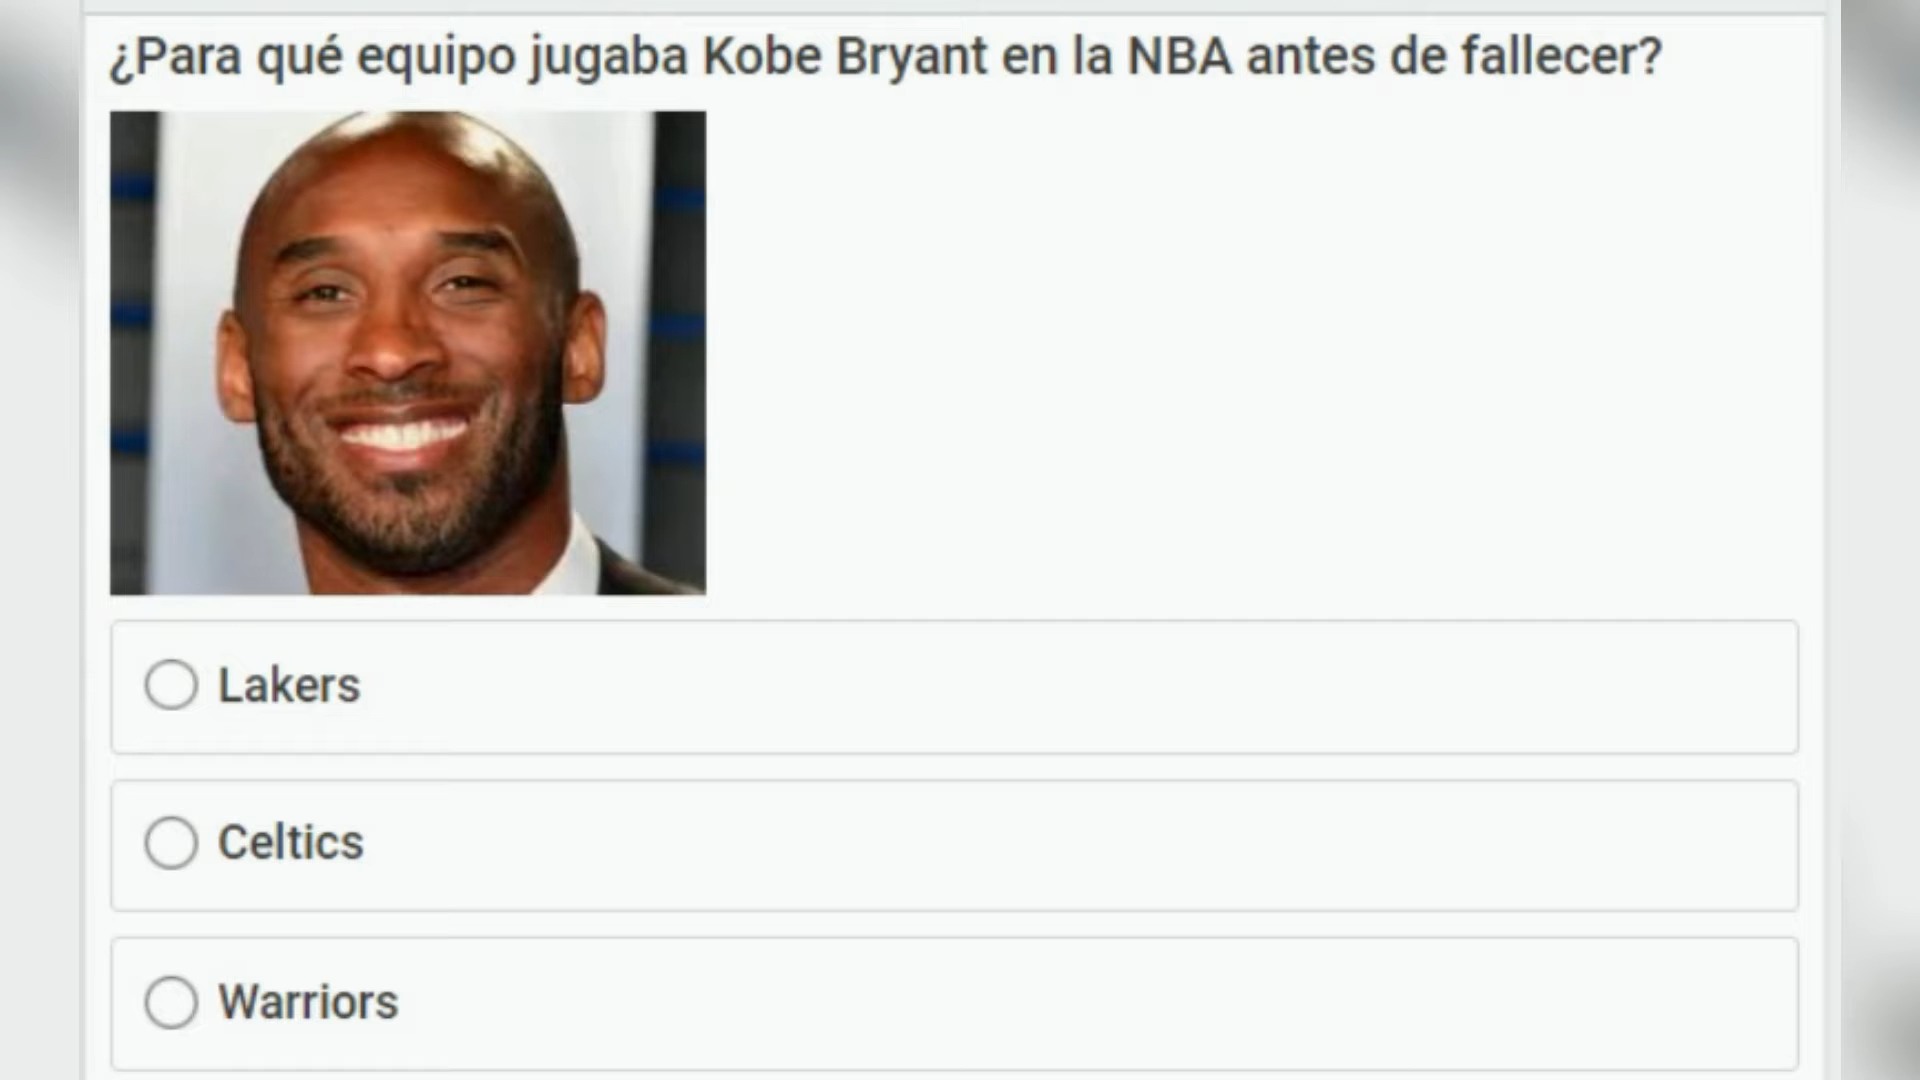 ¿Para qué equipo jugaba Kobe Bryant en la NBA antes de fallecer?
Lakers
Celtics
Warriors